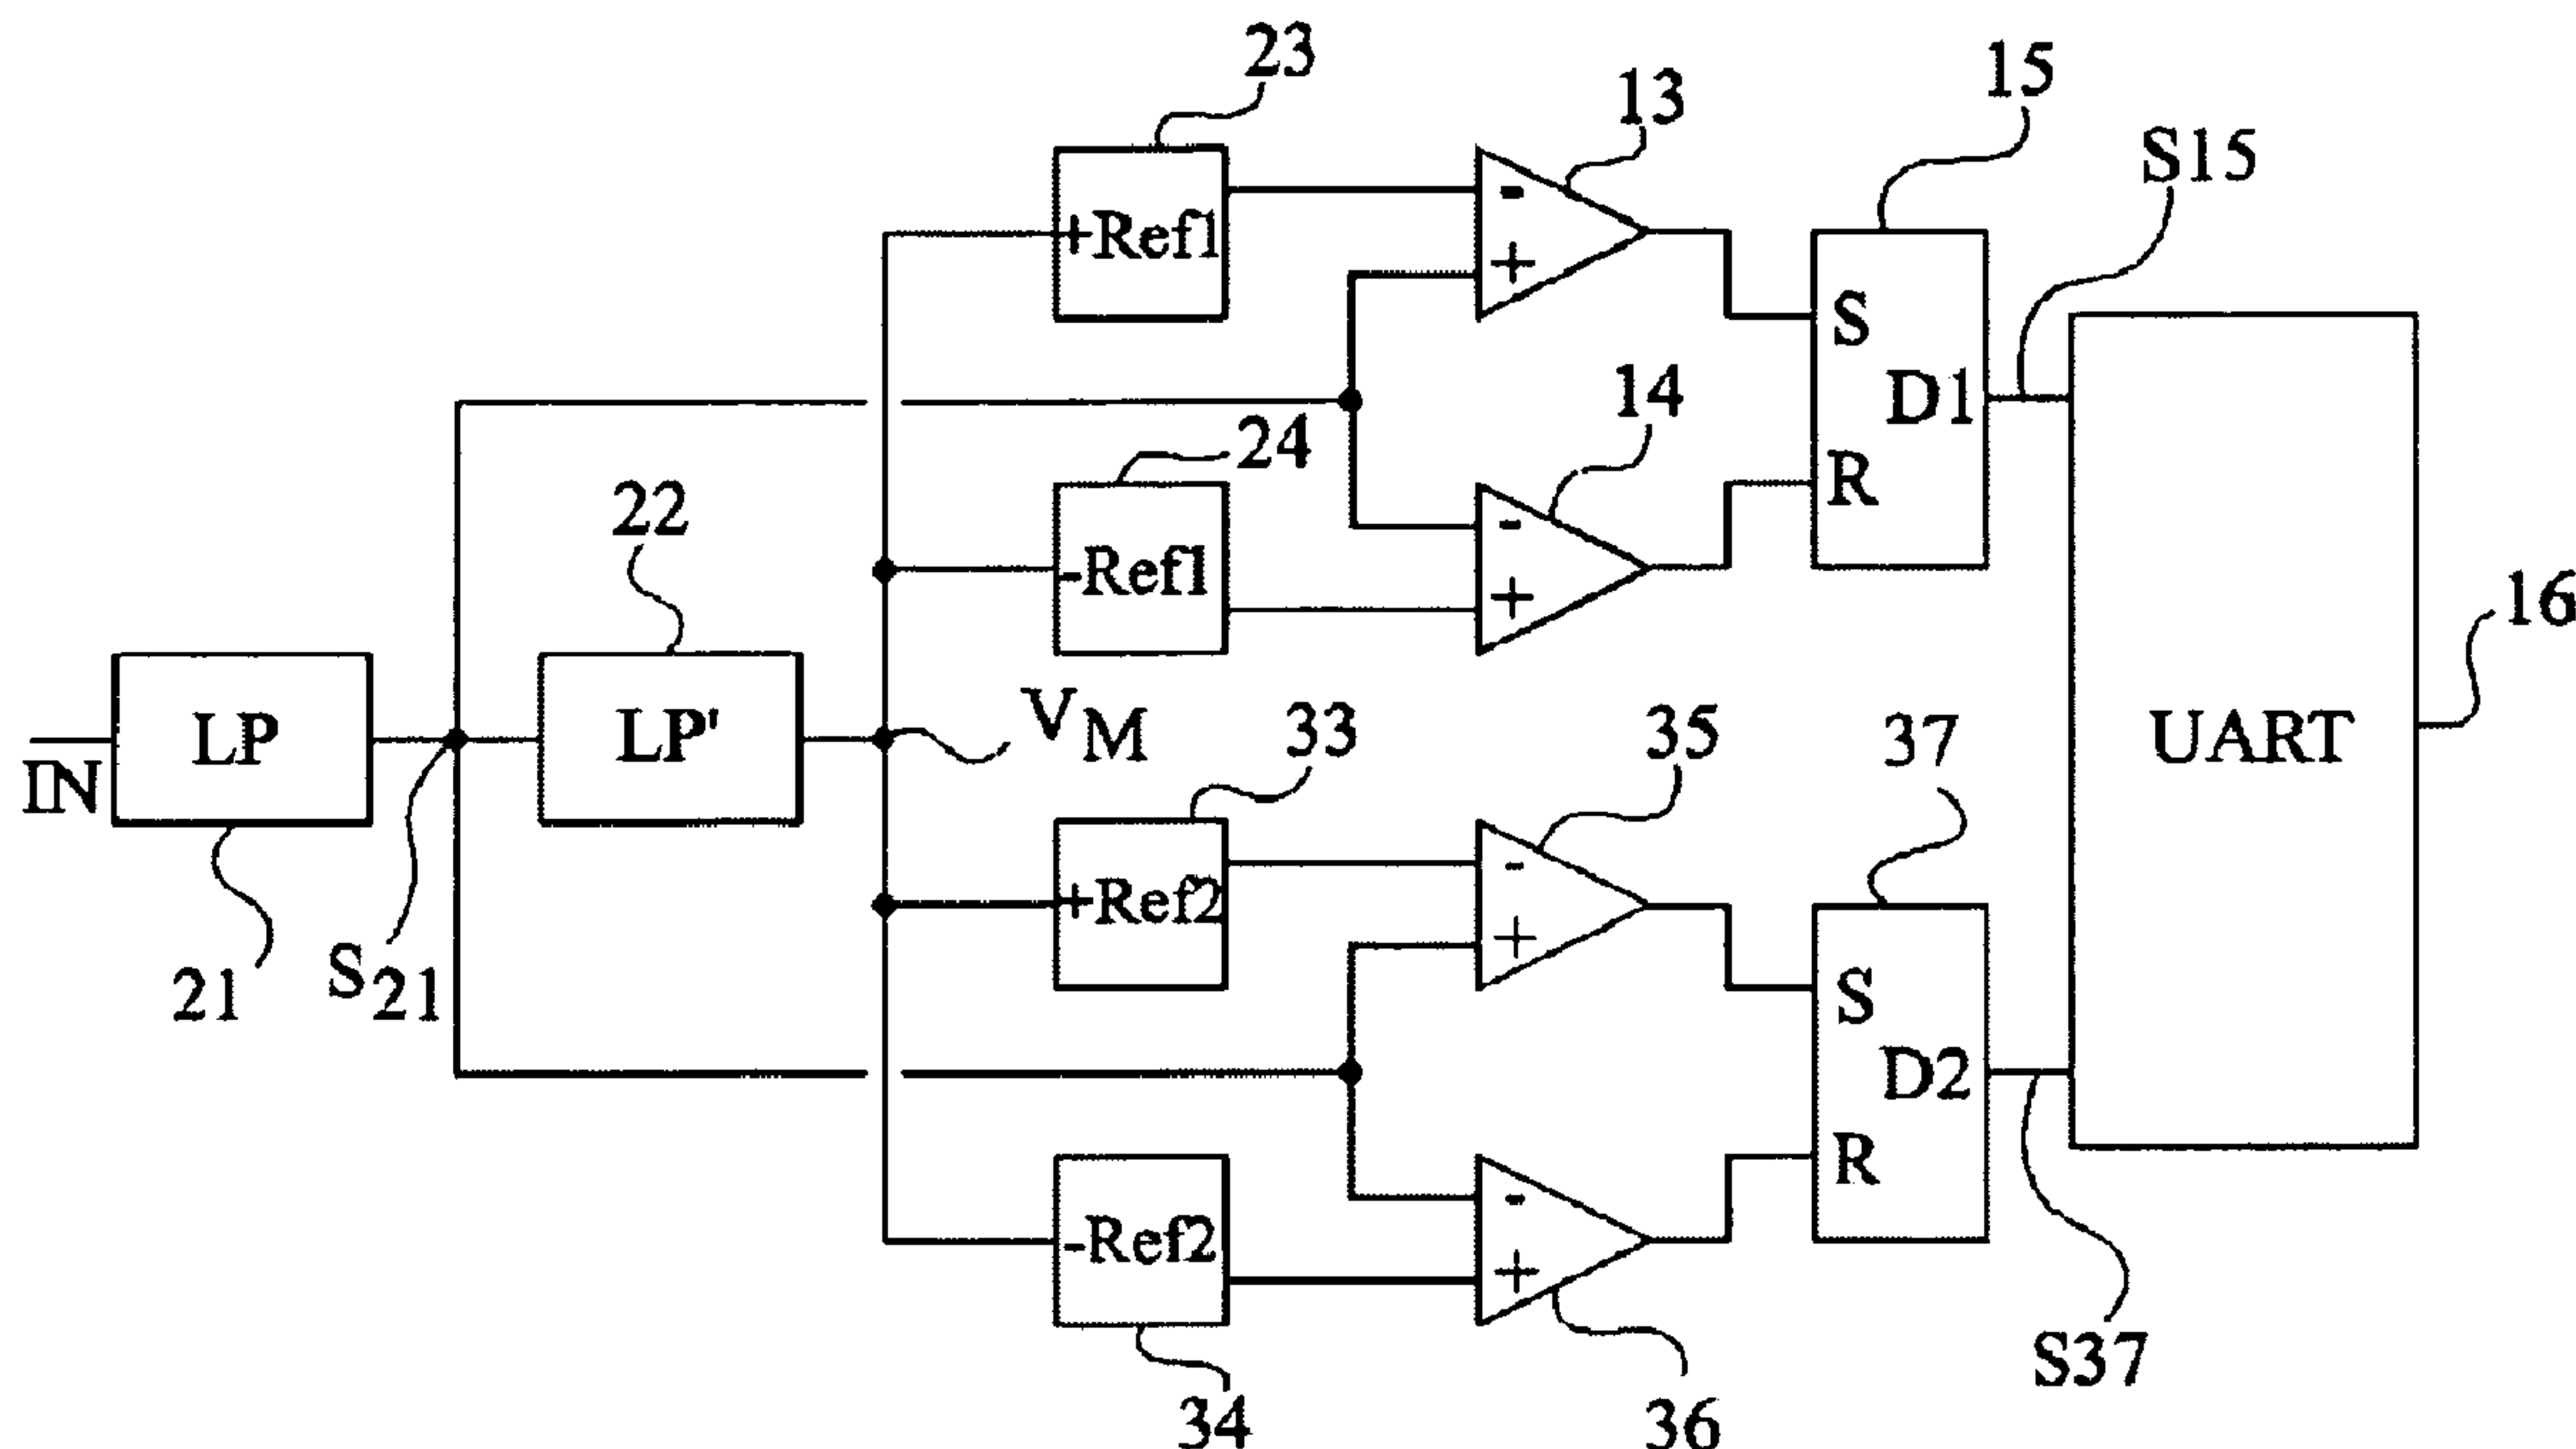 23
13
15
S15
+Ref1
-
+
S
D1
R
24
14
-Ref1
-
+
22
16
IN
LP
LP'
VM
UART
21
S21
33
35
37
+Ref2
-
+
S
D2
R
-Ref2
-
+
34
36
S37